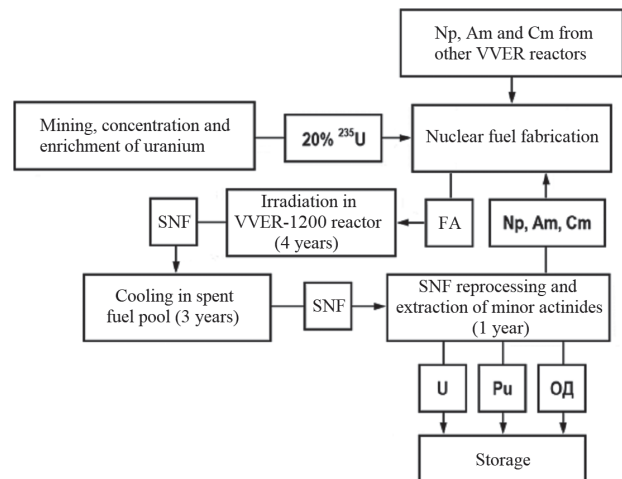 Np, Am and Cm from
other VVER reactors
Mining, concentration and
enrichment of uranium
20% ²³⁵U
Nuclear fuel fabrication
SNF
Irradiation in
VVER-1200 reactor
(4 years)
FA
Np, Am, Cm
Cooling in spent
fuel pool (3 years)
SNF
SNF reprocessing and
extraction of minor actinides
(1 year)
U
Pu
ОД
Storage